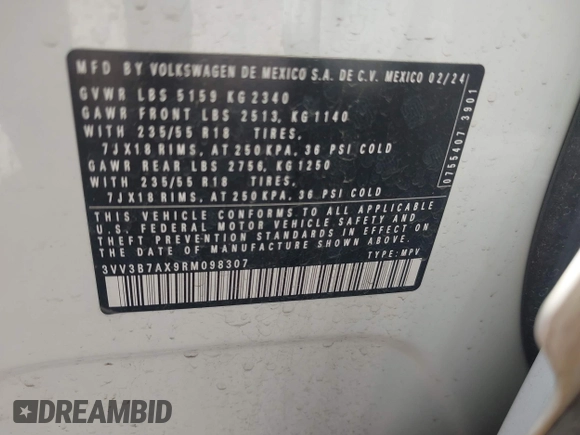 MFD BY VOLKSWAGEN DE MEXICO S.A. DE C.V. MEXICO 02/24
GVWR LBS 5159 KG 2340
GAWR FRONT LBS 2513, KG 1140
WITH 235/55 R18 TIRES,
7JX18 RIMS, AT 250 KPA, 36 PSI COLD
GAWR REAR LBS 2756, KG 1250
WITH 235/55 R18 TIRES,
7JX18 RIMS, AT 250 KPA, 36 PSI COLD
THIS VEHICLE CONFORMS TO ALL APPLICABLE
U.S. FEDERAL MOTOR VEHICLE SAFETY AND
THEFT PREVENTION STANDARDS IN EFFECT ON
THE DATE OF MANUFACTURE SHOWN ABOVE.
3VV3B7AX9RM098307 TYPE: MPV
0755407 3901
DREAMBID